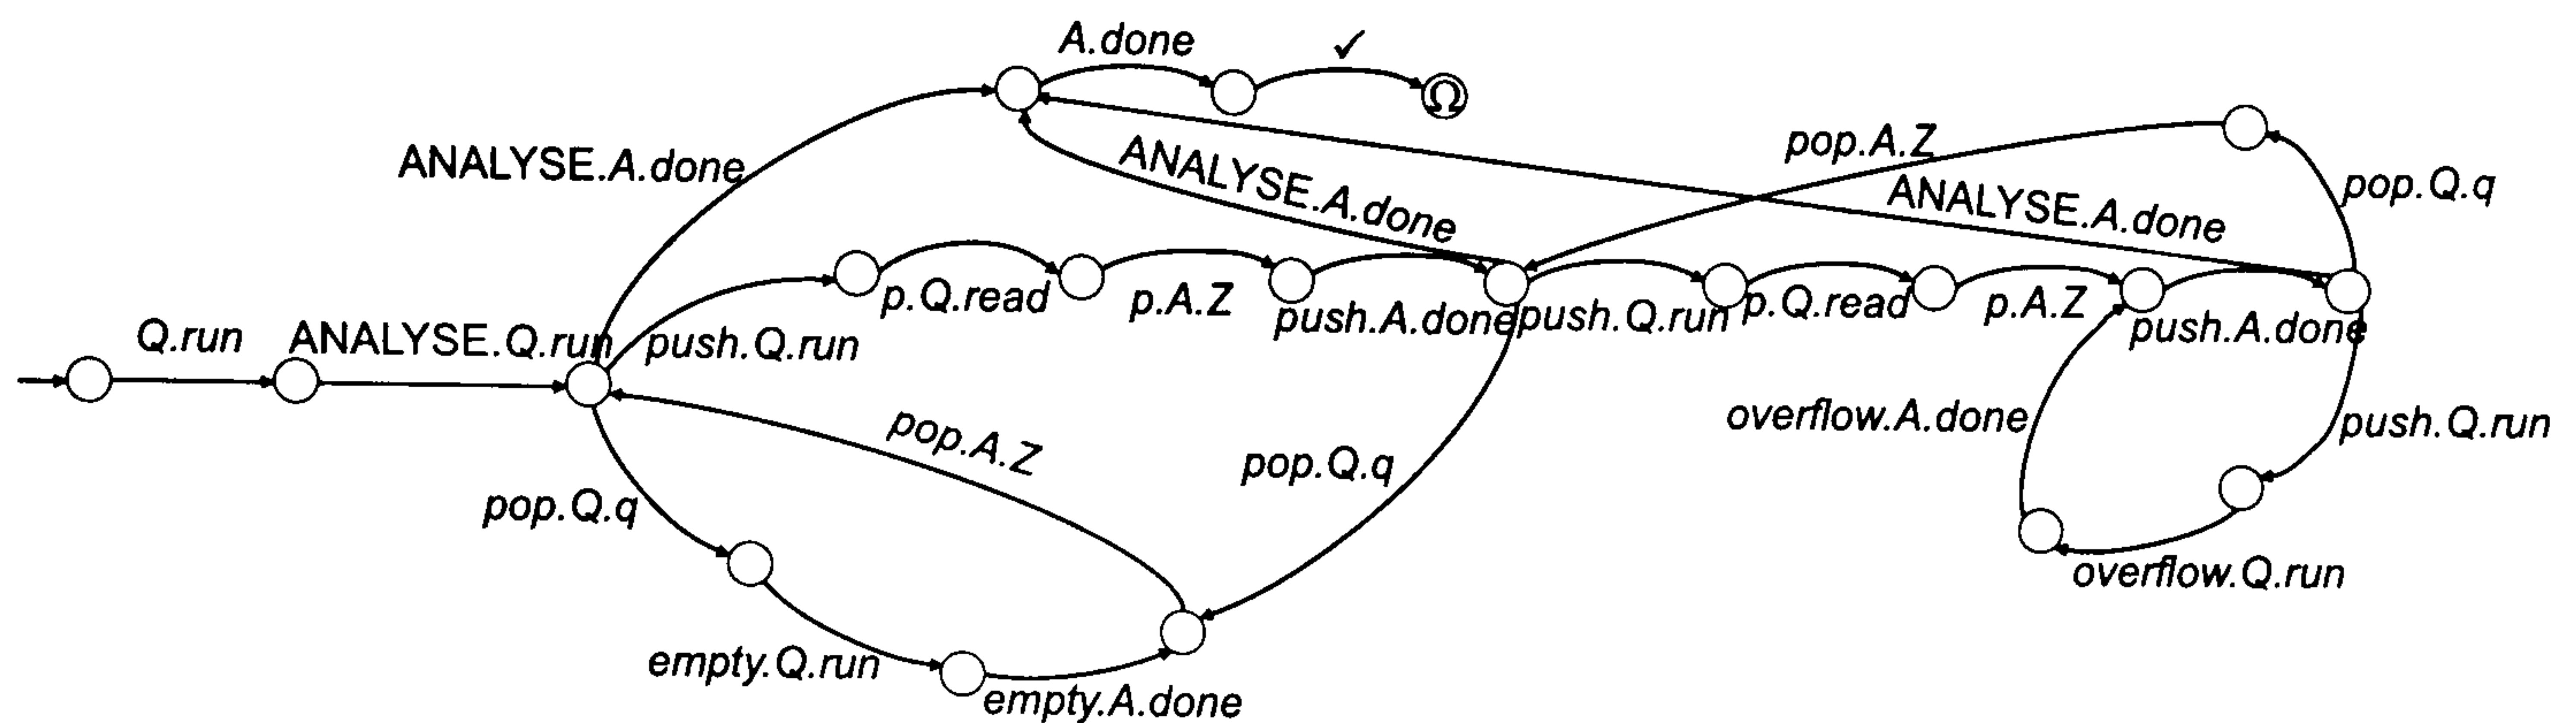 A.done
✓
Ω
ANALYSE.A.done
ANALYSE.A.done
pop.A.Z
ANALYSE.A.done
pop.Q.q
Q.run
ANALYSE.Q.run
push.Q.run
p.Q.read
p.A.Z
push.A.done
push.Q.run
p.Q.read
p.A.Z
push.A.done
pop.A.Z
pop.Q.q
overflow.A.done
push.Q.run
pop.Q.q
overflow.Q.run
empty.Q.run
empty.A.done